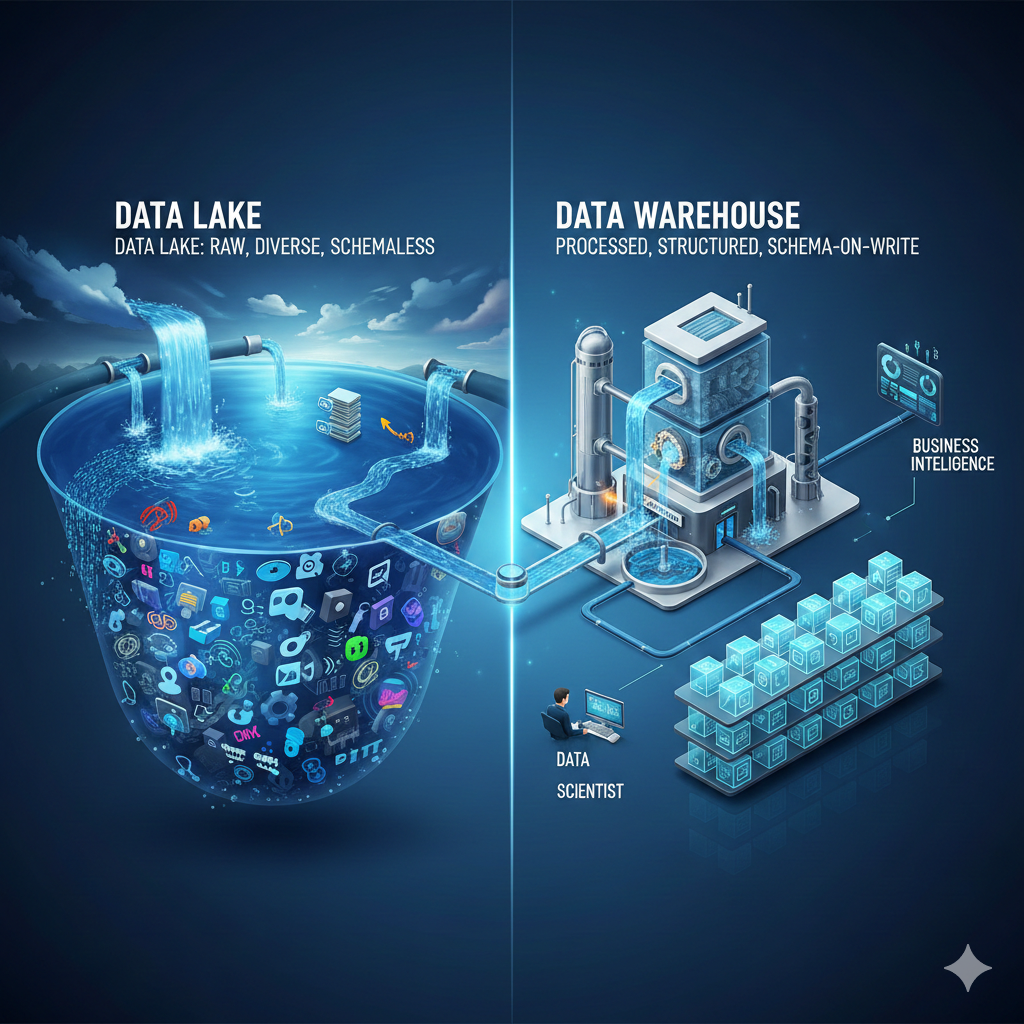 DATA LAKE
DATA LAKE: RAW, DIVERSE, SCHEMALESS
DATA WAREHOUSE
PROCESSED, STRUCTURED, SCHEMA-ON-WRITE
BUSINESS
INTELIGENCE
DATA
SCIENTIST